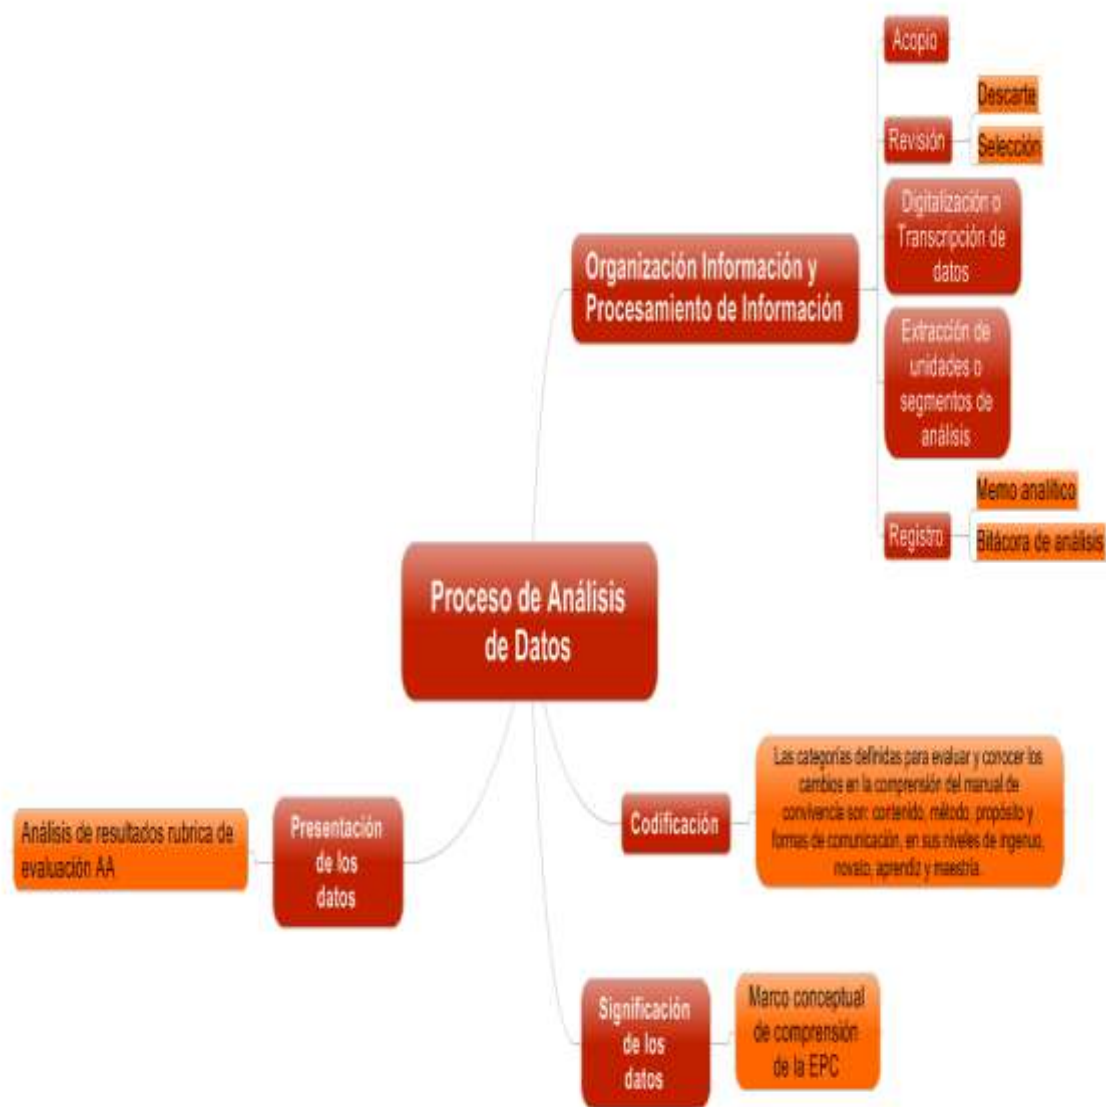 Acopio
Descarte
Revisión
Selección
Digitalización o
Transcripción de
datos
Organización Información y
Procesamiento de Información
Extracción de
unidades o
segmentos de
análisis
Memo analítico
Registro
Bitácora de análisis
Proceso de Análisis
de Datos
Las categorías definidas para evaluar y conocer los
cambios en la comprensión del manual de
convivencia son: contenido, método, propósito y
formas de comunicación, en sus niveles de ingenuo,
novato, aprendiz y maestría.
Codificación
Presentación
de los
datos
Análisis de resultados rubrica de
evaluación AA
Significación
de los
datos
Marco conceptual
de comprensión
de la EPC